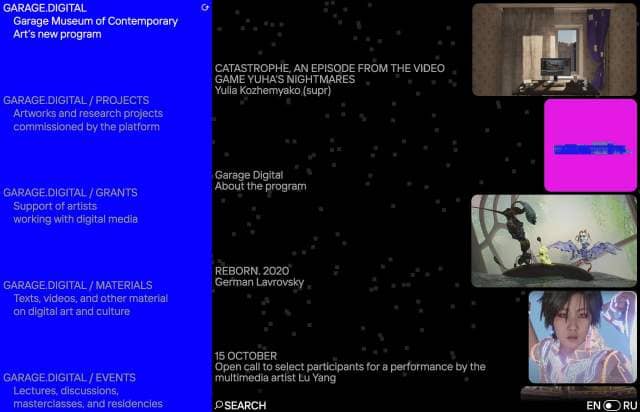 GARAGE.DIGITAL
Garage Museum of Contemporary
Art's new program
GARAGE.DIGITAL / PROJECTS
Artworks and research projects
commissioned by the platform
GARAGE.DIGITAL / GRANTS
Support of artists
working with digital media
GARAGE.DIGITAL / MATERIALS
Texts, videos, and other material
on digital art and culture
GARAGE.DIGITAL / EVENTS
Lectures, discussions,
masterclasses, and residencies
CATASTROPHE, AN EPISODE FROM THE VIDEO
GAME YUHA'S NIGHTMARES
Yulia Kozhemyako (supr)
Garage Digital
About the program
REBORN. 2020
German Lavrovsky
15 OCTOBER
Open call to select participants for a performance by the
multimedia artist Lu Yang
SEARCH
EN RU